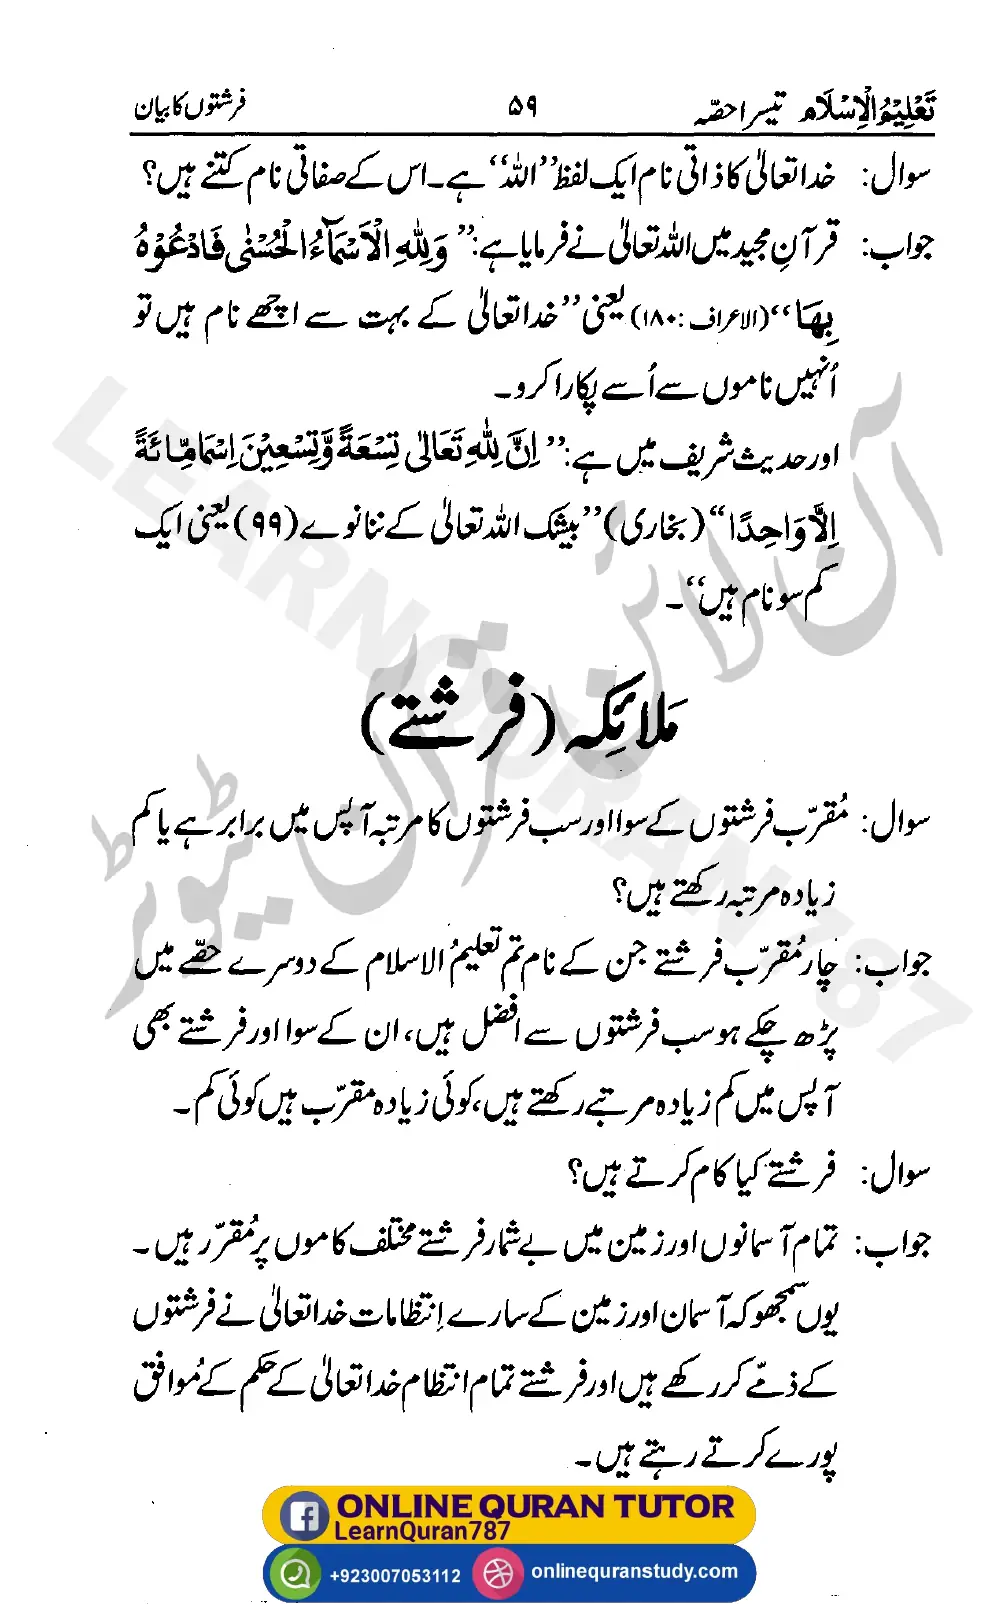 تَعْلِيْمُ الْاِسْلَام تیسرا حصّہ ۵۹ فرشتوں کا بیان
سوال: خدا تعالیٰ کا ذاتی نام ایک لفظ ’’اللہ‘‘ ہے۔ اس کے صفاتی نام کتنے ہیں؟
جواب: قرآنِ مجید میں اللہ تعالیٰ نے فرمایا ہے: ’’وَلِلّٰهِ الْاَسْمَآءُ الْحُسْنٰى فَادْعُوْهُ
بِهَا‘‘ (الاعراف: ۱۸۰) یعنی ’’خدا تعالیٰ کے بہت سے اچھے نام ہیں تو
اُنہیں ناموں سے اُسے پکارا کرو۔
اور حدیث شریف میں ہے: ’’اِنَّ لِلّٰهِ تَعَالٰى تِسْعَةً وَّتِسْعِيْنَ اِسْمَامِّائَةً
اِلَّا وَاحِدًا‘‘ (بخاری) ’’بیشک اللہ تعالیٰ کے ننانوے (۹۹) یعنی ایک
کم سو نام ہیں‘‘۔
مَلائِکہ (فرشتے)
سوال: مُقرّب فرشتوں کے سوا اور سب فرشتوں کا مرتبہ آپس میں برابر ہے یا کم
زیادہ مرتبہ رکھتے ہیں؟
جواب: چار مُقرّب فرشتے جن کے نام تم تعلیمُ الاسلام کے دوسرے حصّے میں
پڑھ چکے ہو سب فرشتوں سے افضل ہیں، ان کے سوا اور فرشتے بھی
آپس میں کم زیادہ مرتبے رکھتے ہیں، کوئی زیادہ مقرّب ہیں کوئی کم۔
سوال: فرشتے کیا کام کرتے ہیں؟
جواب: تمام آسمانوں اور زمین میں بے شمار فرشتے مختلف کاموں پر مُقرّر ہیں۔
یوں سمجھو کہ آسمان اور زمین کے سارے اِنتظامات خدا تعالیٰ نے فرشتوں
کے ذمّے کر رکھے ہیں اور فرشتے تمام انتظام خدا تعالیٰ کے حکم کے مُوافق
پورے کرتے رہتے ہیں۔
آن لائن قرآن ٹیوٹر
LEARNQURAN787
ONLINE QURAN TUTOR
LearnQuran787
+923007053112 onlinequranstudy.com